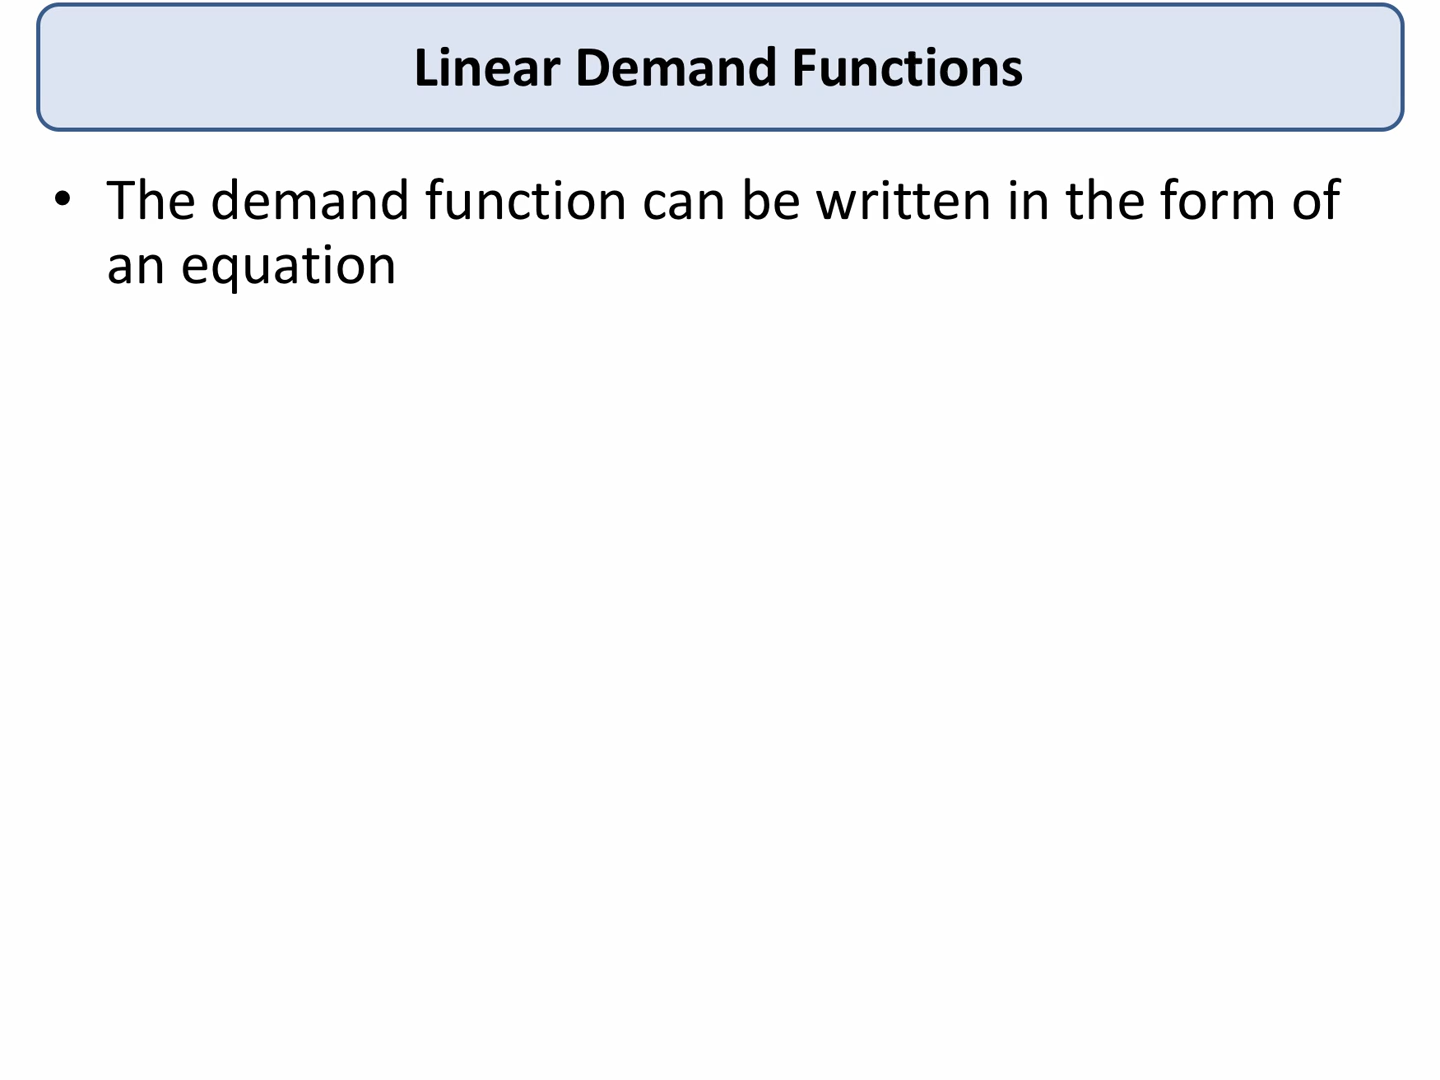 Linear Demand Functions
• The demand function can be written in the form of
an equation